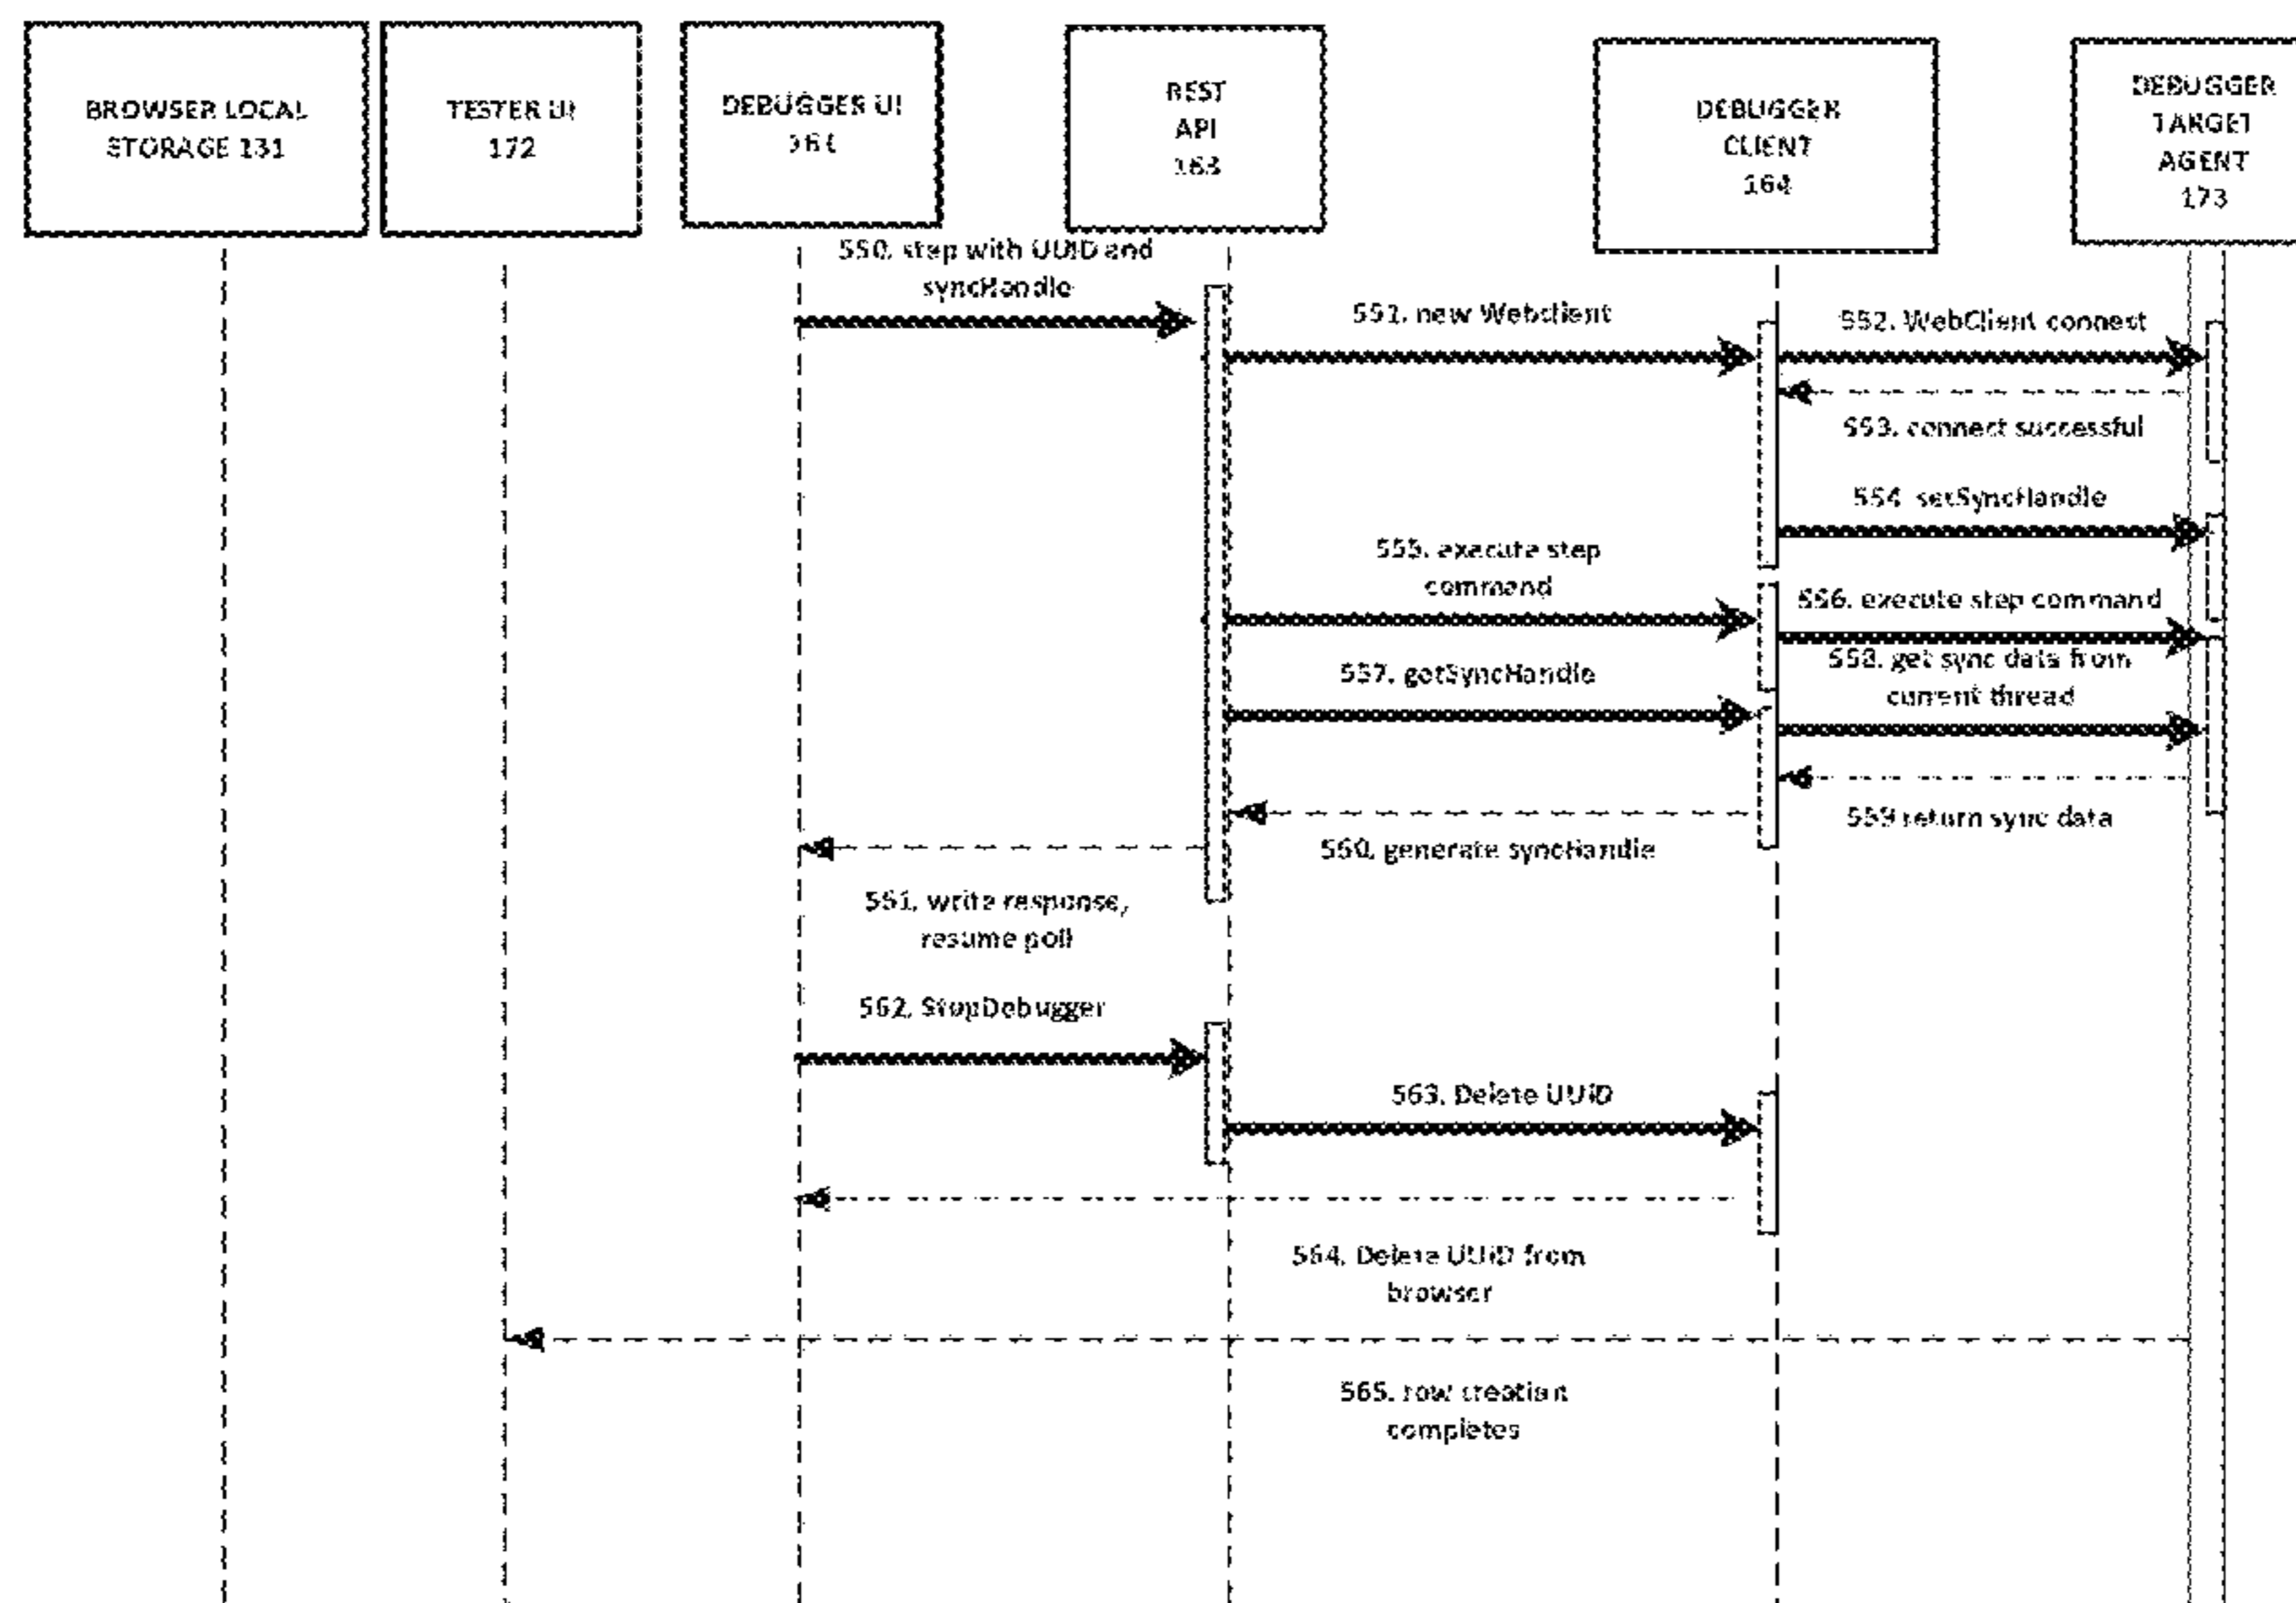 BROWSER LOCAL
STORAGE 131
TESTER UI
172
DEBUGGER UI
161
REST
API
163
DEBUGGER
CLIENT
164
DEBUGGER
TARGET
AGENT
173
550. step with UUID and
syncHandle
551. new Webclient
552. WebClient connect
553. connect successful
554 setSyncHandle
555. execute step
command
556. execute step command
557. getSyncHandle
558. get sync data from
current thread
559 return sync data
560. generate syncHandle
561. write response,
resume poll
562. StopDebugger
563. Delete UUID
564. Delete UUID from
browser
565. row creation
completes